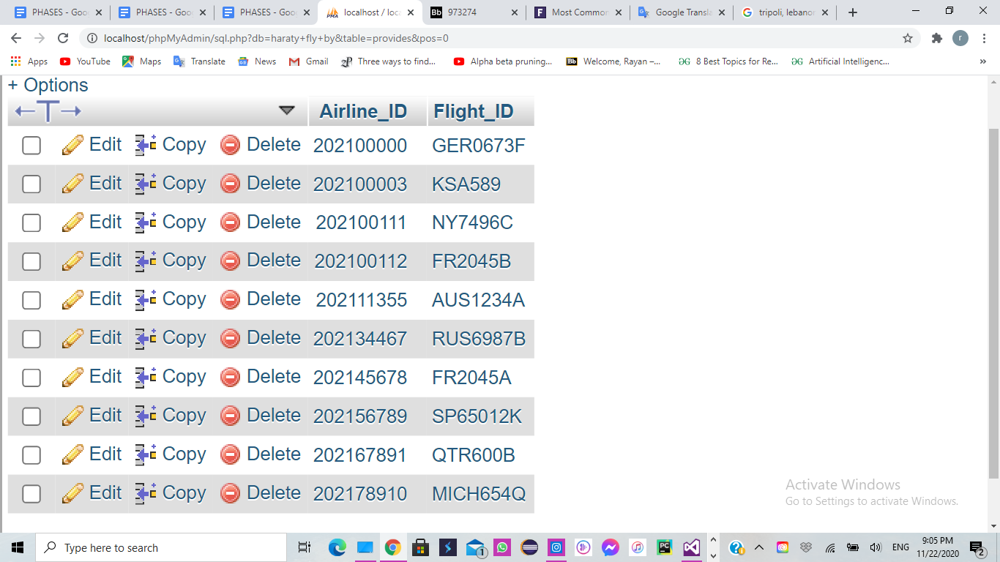 PHASES - Goo
PHASES - Goo
PHASES - Goo
localhost / loca
973274
Most Common
Google Transla
tripoli, lebanon
localhost/phpMyAdmin/sql.php?db=haraty+fly+by&table=provides&pos=0
r
Apps YouTube Maps Translate News Gmail Three ways to find... Alpha beta pruning,... Welcome, Rayan –... 8 Best Topics for Re... Artificial Intelligenc... »
+ Options
Airline_ID Flight_ID
Edit Copy Delete 202100000 GER0673F
Edit Copy Delete 202100003 KSA589
Edit Copy Delete 202100111 NY7496C
Edit Copy Delete 202100112 FR2045B
Edit Copy Delete 202111355 AUS1234A
Edit Copy Delete 202134467 RUS6987B
Edit Copy Delete 202145678 FR2045A
Edit Copy Delete 202156789 SP65012K
Edit Copy Delete 202167891 QTR600B
Edit Copy Delete 202178910 MICH654Q
Activate Windows
Go to Settings to activate Windows.
Type here to search
ENG
9:05 PM
11/22/2020